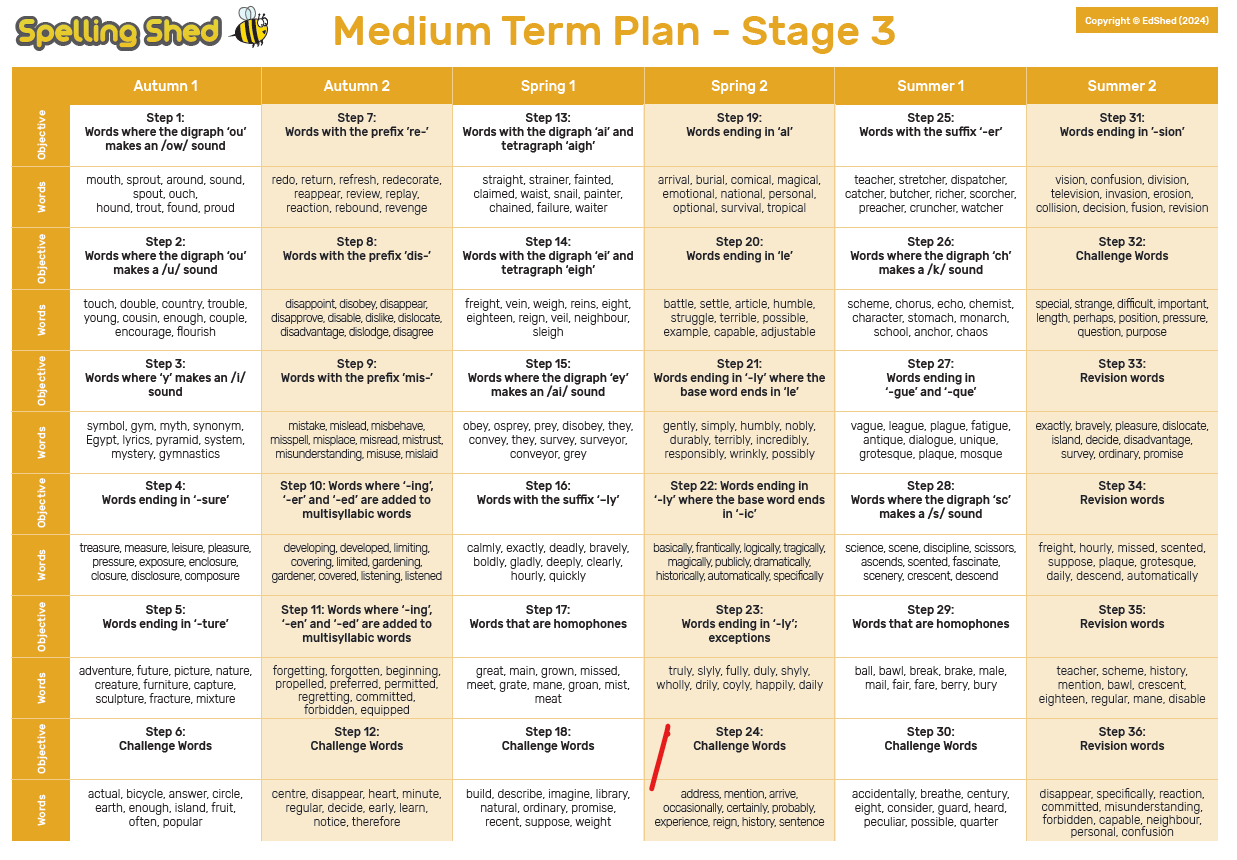 Spelling Shed
Medium Term Plan - Stage 3
Copyright © EdShed (2024)
Autumn 1
Autumn 2
Spring 1
Spring 2
Summer 1
Summer 2
Objective
Step 1:
Words where the digraph ‘ou’
makes an /ow/ sound
Step 7:
Words with the prefix ‘re-’
Step 13:
Words with the digraph ‘ai’ and
tetragraph ‘aigh’
Step 19:
Words ending in ‘al’
Step 25:
Words with the suffix ‘-er’
Step 31:
Words ending in ‘-sion’
Words
mouth, sprout, around, sound,
spout, ouch,
hound, trout, found, proud
redo, return, refresh, redecorate,
reappear, review, replay,
reaction, rebound, revenge
straight, strainer, fainted,
claimed, waist, snail, painter,
chained, failure, waiter
arrival, burial, comical, magical,
emotional, national, personal,
optional, survival, tropical
teacher, stretcher, dispatcher,
catcher, butcher, richer, scorcher,
preacher, cruncher, watcher
vision, confusion, division,
television, invasion, erosion,
collision, decision, fusion, revision
Objective
Step 2:
Words where the digraph ‘ou’
makes a /u/ sound
Step 8:
Words with the prefix ‘dis-’
Step 14:
Words with the digraph ‘ei’ and
tetragraph ‘eigh’
Step 20:
Words ending in ‘le’
Step 26:
Words where the digraph ‘ch’
makes a /k/ sound
Step 32:
Challenge Words
Words
touch, double, country, trouble,
young, cousin, enough, couple,
encourage, flourish
disappoint, disobey, disappear,
disapprove, disable, dislike, dislocate,
disadvantage, dislodge, disagree
freight, vein, weigh, reins, eight,
eighteen, reign, veil, neighbour,
sleigh
battle, settle, article, humble,
struggle, terrible, possible,
example, capable, adjustable
scheme, chorus, echo, chemist,
character, stomach, monarch,
school, anchor, chaos
special, strange, difficult, important,
length, perhaps, position, pressure,
question, purpose
Objective
Step 3:
Words where ‘y’ makes an /i/
sound
Step 9:
Words with the prefix ‘mis-’
Step 15:
Words where the digraph ‘ey’
makes an /ai/ sound
Step 21:
Words ending in ‘-ly’ where the
base word ends in ‘le’
Step 27:
Words ending in
‘-gue’ and ‘-que’
Step 33:
Revision words
Words
symbol, gym, myth, synonym,
Egypt, lyrics, pyramid, system,
mystery, gymnastics
mistake, mislead, misbehave,
misspell, misplace, misread, mistrust,
misunderstanding, misuse, mislaid
obey, osprey, prey, disobey, they,
convey, they, survey, surveyor,
conveyor, grey
gently, simply, humbly, nobly,
durably, terribly, incredibly,
responsibly, wrinkly, possibly
vague, league, plague, fatigue,
antique, dialogue, unique,
grotesque, plaque, mosque
exactly, bravely, pleasure, dislocate,
island, decide, disadvantage,
survey, ordinary, promise
Objective
Step 4:
Words ending in ‘-sure’
Step 10: Words where ‘-ing’,
‘-er’ and ‘-ed’ are added to
multisyllabic words
Step 16:
Words with the suffix ‘–ly’
Step 22: Words ending in
‘-ly’ where the base word ends
in ‘-ic’
Step 28:
Words where the digraph ‘sc’
makes a /s/ sound
Step 34:
Revision words
Words
treasure, measure, leisure, pleasure,
pressure, exposure, enclosure,
closure, disclosure, composure
developing, developed, limiting,
covering, limited, gardening,
gardener, covered, listening, listened
calmly, exactly, deadly, bravely,
boldly, gladly, deeply, clearly,
hourly, quickly
basically, frantically, logically, tragically,
magically, publicly, dramatically,
historically, automatically, specifically
science, scene, discipline, scissors,
ascends, scented, fascinate,
scenery, crescent, descend
freight, hourly, missed, scented,
suppose, plaque, grotesque,
daily, descend, automatically
Objective
Step 5:
Words ending in ‘-ture’
Step 11: Words where ‘-ing’,
‘-en’ and ‘-ed’ are added to
multisyllabic words
Step 17:
Words that are homophones
Step 23:
Words ending in ‘-ly’;
exceptions
Step 29:
Words that are homophones
Step 35:
Revision words
Words
adventure, future, picture, nature,
creature, furniture, capture,
sculpture, fracture, mixture
forgetting, forgotten, beginning,
propelled, preferred, permitted,
regretting, committed,
forbidden, equipped
great, main, grown, missed,
meet, grate, mane, groan, mist,
meat
truly, slyly, fully, duly, shyly,
wholly, drily, coyly, happily, daily
ball, bawl, break, brake, male,
mail, fair, fare, berry, bury
teacher, scheme, history,
mention, bawl, crescent,
eighteen, regular, mane, disable
Objective
Step 6:
Challenge Words
Step 12:
Challenge Words
Step 18:
Challenge Words
Step 24:
Challenge Words
Step 30:
Challenge Words
Step 36:
Revision words
Words
actual, bicycle, answer, circle,
earth, enough, island, fruit,
often, popular
centre, disappear, heart, minute,
regular, decide, early, learn,
notice, therefore
build, describe, imagine, library,
natural, ordinary, promise,
recent, suppose, weight
address, mention, arrive,
occasionally, certainly, probably,
experience, reign, history, sentence
accidentally, breathe, century,
eight, consider, guard, heard,
peculiar, possible, quarter
disappear, specifically, reaction,
committed, misunderstanding,
forbidden, capable, neighbour,
personal, confusion